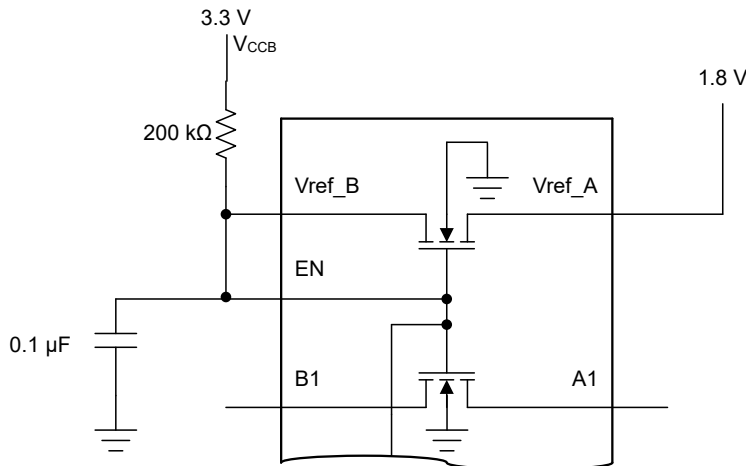 3.3 V
VCCB
1.8 V
200 kΩ
Vref_B
Vref_A
EN
0.1 µF
B1
A1